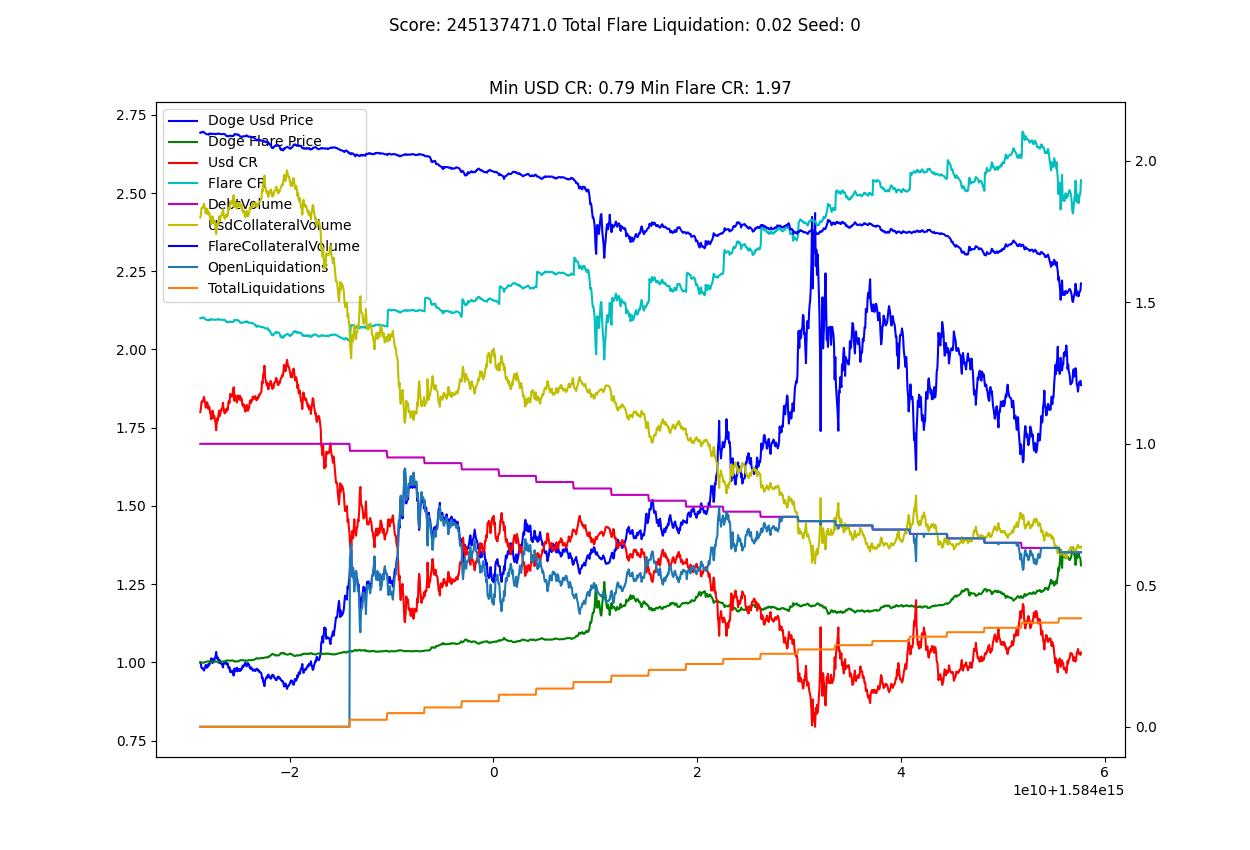 Score: 245137471.0 Total Flare Liquidation: 0.02 Seed: 0
Min USD CR: 0.79 Min Flare CR: 1.97
2.75
2.50
2.25
2.00
1.75
1.50
1.25
1.00
0.75
Doge Usd Price
Doge Flare Price
Usd CR
Flare CR
DebtVolume
UsdCollateralVolume
FlareCollateralVolume
OpenLiquidations
TotalLiquidations
2.0
1.5
1.0
0.5
0.0
−2 0 2 4 6
1e10+1.584e15